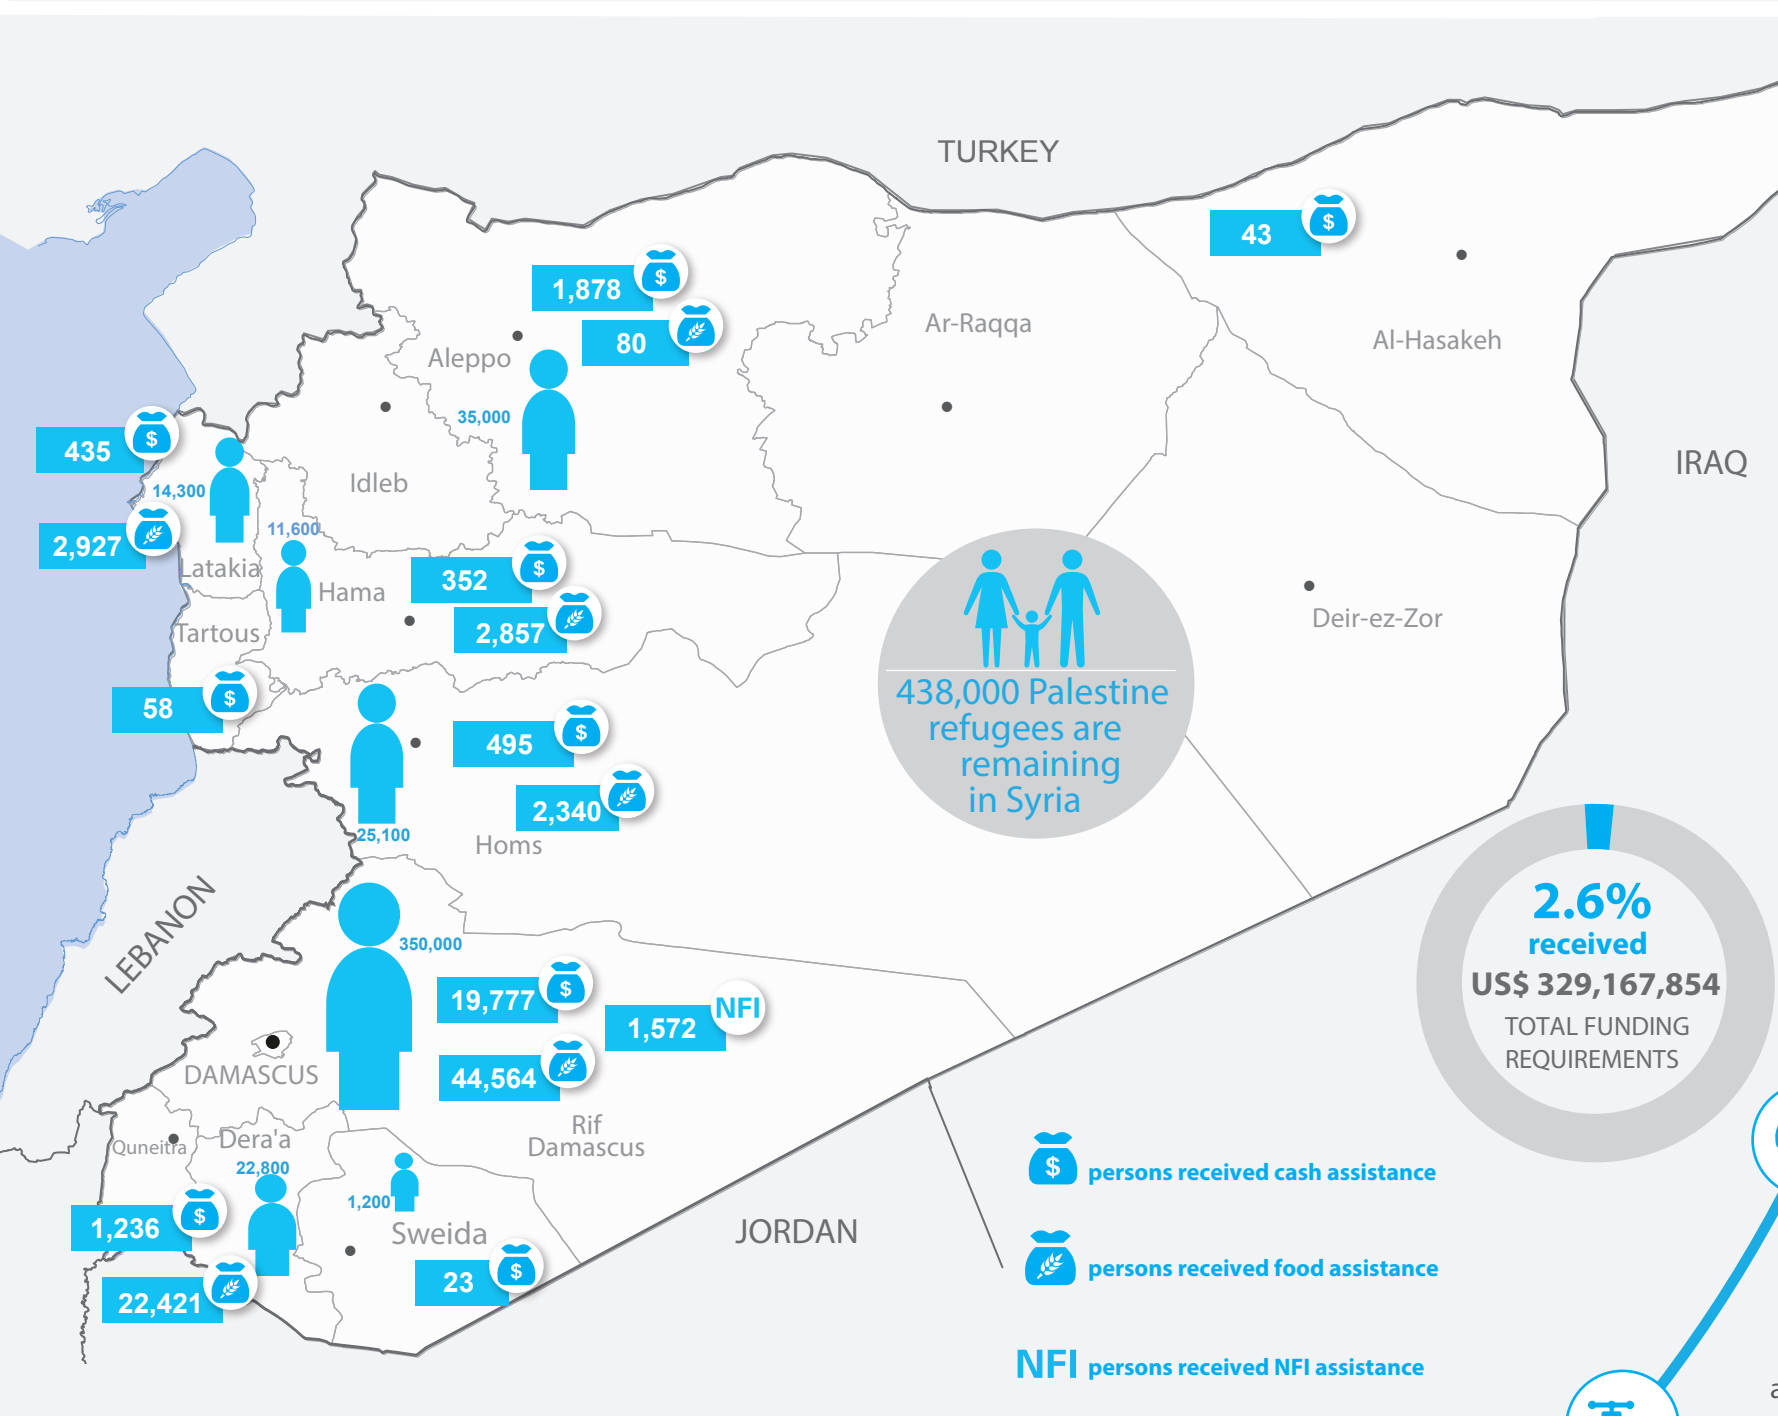 TURKEY
43
$
1,878
$
80
Ar-Raqqa
Al-Hasakeh
Aleppo
35,000
435
$
IRAQ
Idleb
14,300
11,600
2,927
Latakia
352
$
Hama
Deir-ez-Zor
Tartous
2,857
58
$
438,000 Palestine
refugees are
remaining
in Syria
495
$
2,340
25,100
Homs
LEBANON
2.6%
received
US$ 329,167,854
TOTAL FUNDING
REQUIREMENTS
350,000
19,777
$
1,572
NFI
44,564
DAMASCUS
Rif
Damascus
Quneitra
Dera'a
22,800
1,200
Sweida
1,236
$
22,421
23
$
JORDAN
$
persons received cash assistance
persons received food assistance
NFI persons received NFI assistance